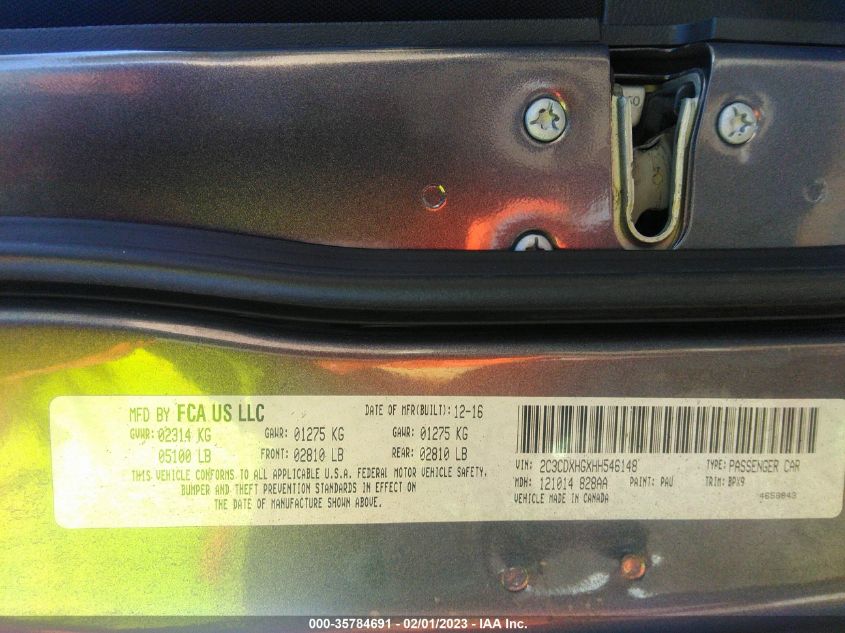 MFD BY FCA US LLC DATE OF MFR(BUILT): 12-16
GVWR: 02314 KG GAWR: 01275 KG GAWR: 01275 KG
05100 LB FRONT: 02810 LB REAR: 02810 LB
THIS VEHICLE CONFORMS TO ALL APPLICABLE U.S.A. FEDERAL MOTOR VEHICLE SAFETY,
BUMPER AND THEFT PREVENTION STANDARDS IN EFFECT ON
THE DATE OF MANUFACTURE SHOWN ABOVE.
VIN: 2C3CDXHGXHH546148 TYPE: PASSENGER CAR
MDH: 121014 828AA PAINT: PAU TRIM: BPX9
VEHICLE MADE IN CANADA
000-35784691 - 02/01/2023 - IAA Inc.